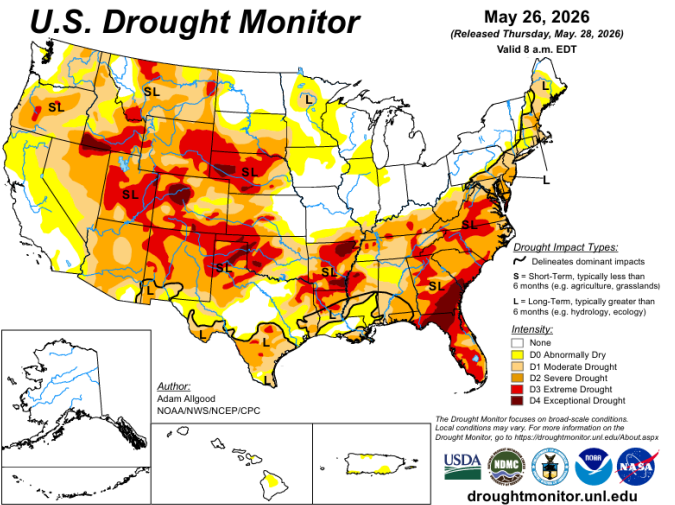 U.S. Drought Monitor
May 26, 2026
(Released Thursday, May. 28, 2026)
Valid 8 a.m. EDT
SL
SL
L
L
SL
SL
L
SL
SL
SL
SL
L
L
L
L
L
Drought Impact Types:
Delineates dominant impacts
S = Short-Term, typically less than
6 months (e.g. agriculture, grasslands)
L = Long-Term, typically greater than
6 months (e.g. hydrology, ecology)
Intensity:
None
D0 Abnormally Dry
D1 Moderate Drought
D2 Severe Drought
D3 Extreme Drought
D4 Exceptional Drought
Author:
Adam Allgood
NOAA/NWS/NCEP/CPC
The Drought Monitor focuses on broad-scale conditions.
Local conditions may vary. For more information on the
Drought Monitor, go to https://droughtmonitor.unl.edu/About.aspx
USDA
NDMC
NOAA
NASA
droughtmonitor.unl.edu